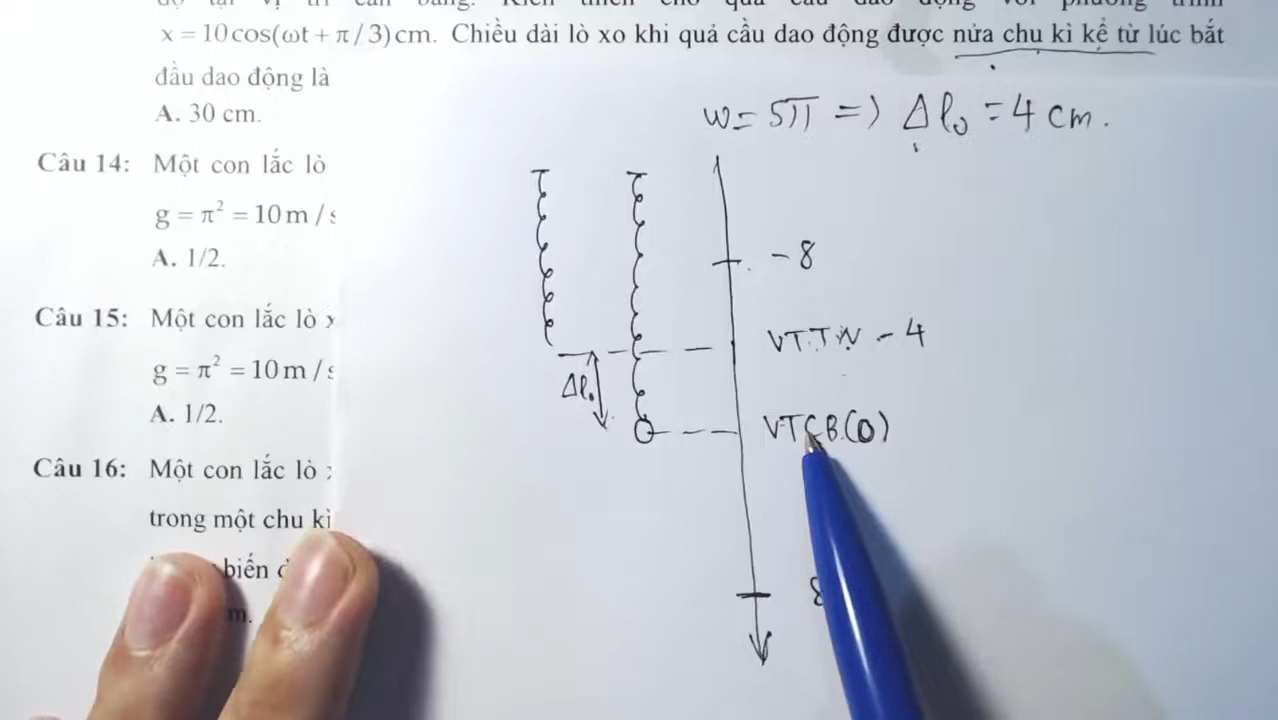 x = 10cos(ωt + π/3)cm. Chiều dài lò xo khi quả cầu dao động được nửa chu kì kể từ lúc bắt
đầu dao động là
A. 30 cm.
ω = 5π => Δl₀ = 4 cm.
Câu 14: Một con lắc lò
g = π² = 10 m/s
A. 1/2.
-8
Câu 15: Một con lắc lò x
VTTN - 4
g = π² = 10 m/s
Δl₀
A. 1/2.
VTCB(0)
Câu 16: Một con lắc lò
trong một chu kì
biến
8
m.